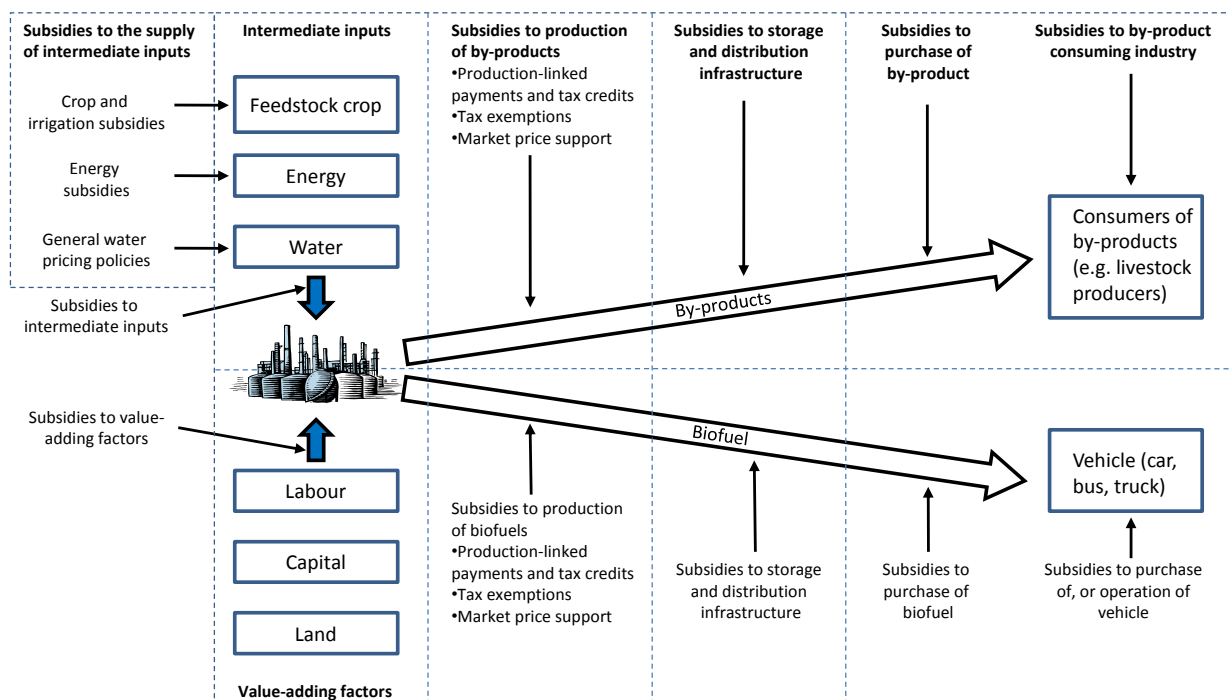 Subsidies to the supply
of intermediate inputs
Crop and
irrigation subsidies
Energy
subsidies
General water
pricing policies
Subsidies to
intermediate inputs
Subsidies to value-
adding factors
Intermediate inputs
Feedstock crop
Energy
Water
Labour
Capital
Land
Value-adding factors
Subsidies to production
of by-products
•Production-linked
payments and tax credits
•Tax exemptions
•Market price support
Subsidies to storage
and distribution
infrastructure
Subsidies to
purchase of
by-product
Subsidies to by-product
consuming industry
By-products
Consumers of
by-products
(e.g. livestock
producers)
Biofuel
Vehicle (car,
bus, truck)
Subsidies to production
of biofuels
•Production-linked
payments and tax credits
•Tax exemptions
•Market price support
Subsidies to storage
and distribution
infrastructure
Subsidies to
purchase of
biofuel
Subsidies to purchase
of, or operation of
vehicle